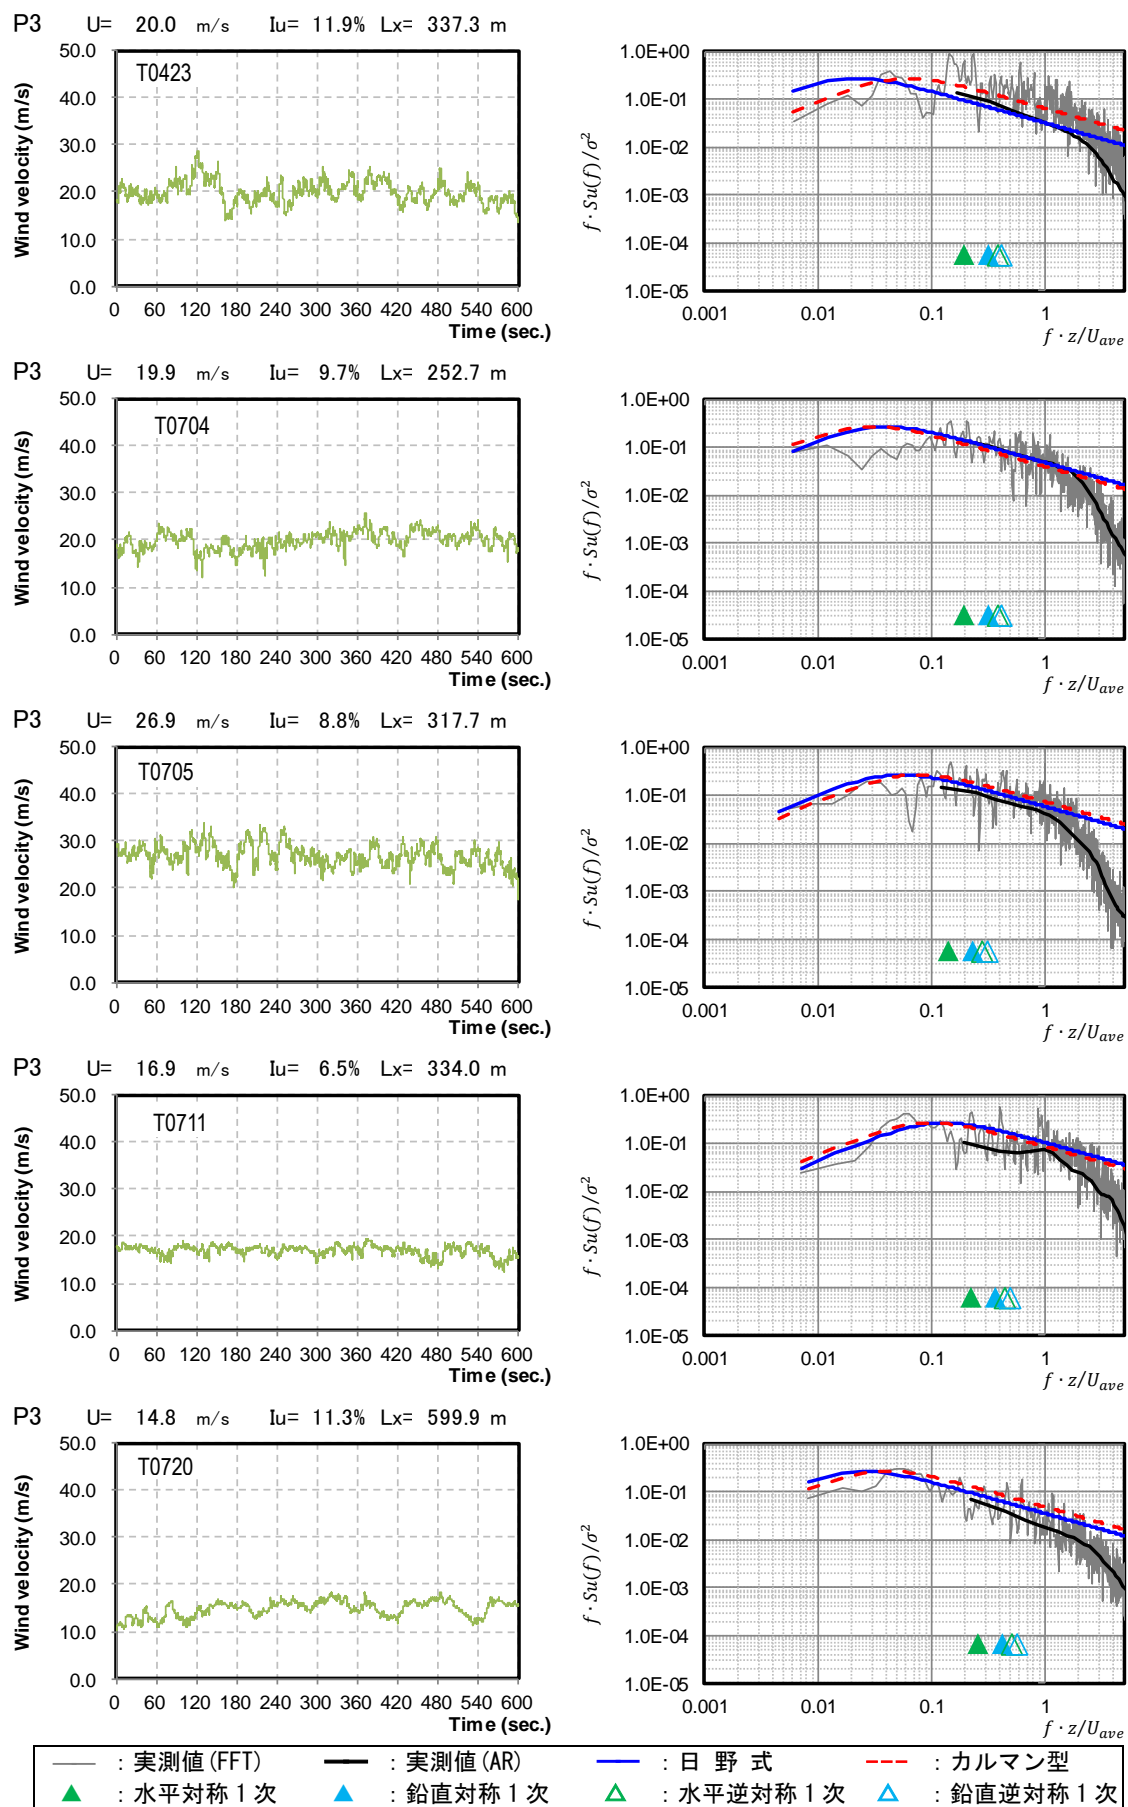 P3 U= 20.0 m/s Iu= 11.9% Lx= 337.3 m
Wind velocity (m/s)
50.0
40.0
30.0
20.0
10.0
0.0
T0423
0 60 120 180 240 300 360 420 480 540 600
Time (sec.)
f · Su(f)/σ²
1.0E+00
1.0E-01
1.0E-02
1.0E-03
1.0E-04
1.0E-05
0.001 0.01 0.1 1
f · z/Uave
P3 U= 19.9 m/s Iu= 9.7% Lx= 252.7 m
Wind velocity (m/s)
50.0
40.0
30.0
20.0
10.0
0.0
T0704
0 60 120 180 240 300 360 420 480 540 600
Time (sec.)
f · Su(f)/σ²
1.0E+00
1.0E-01
1.0E-02
1.0E-03
1.0E-04
1.0E-05
0.001 0.01 0.1 1
f · z/Uave
P3 U= 26.9 m/s Iu= 8.8% Lx= 317.7 m
Wind velocity (m/s)
50.0
40.0
30.0
20.0
10.0
0.0
T0705
0 60 120 180 240 300 360 420 480 540 600
Time (sec.)
f · Su(f)/σ²
1.0E+00
1.0E-01
1.0E-02
1.0E-03
1.0E-04
1.0E-05
0.001 0.01 0.1 1
f · z/Uave
P3 U= 16.9 m/s Iu= 6.5% Lx= 334.0 m
Wind velocity (m/s)
50.0
40.0
30.0
20.0
10.0
0.0
T0711
0 60 120 180 240 300 360 420 480 540 600
Time (sec.)
f · Su(f)/σ²
1.0E+00
1.0E-01
1.0E-02
1.0E-03
1.0E-04
1.0E-05
0.001 0.01 0.1 1
f · z/Uave
P3 U= 14.8 m/s Iu= 11.3% Lx= 599.9 m
Wind velocity (m/s)
50.0
40.0
30.0
20.0
10.0
0.0
T0720
0 60 120 180 240 300 360 420 480 540 600
Time (sec.)
f · Su(f)/σ²
1.0E+00
1.0E-01
1.0E-02
1.0E-03
1.0E-04
1.0E-05
0.001 0.01 0.1 1
f · z/Uave
：実測値(FFT) ：実測値(AR) ：日 野 式 ：カルマン型
：水平対称１次 ：鉛直対称１次 ：水平逆対称１次 ：鉛直逆対称１次